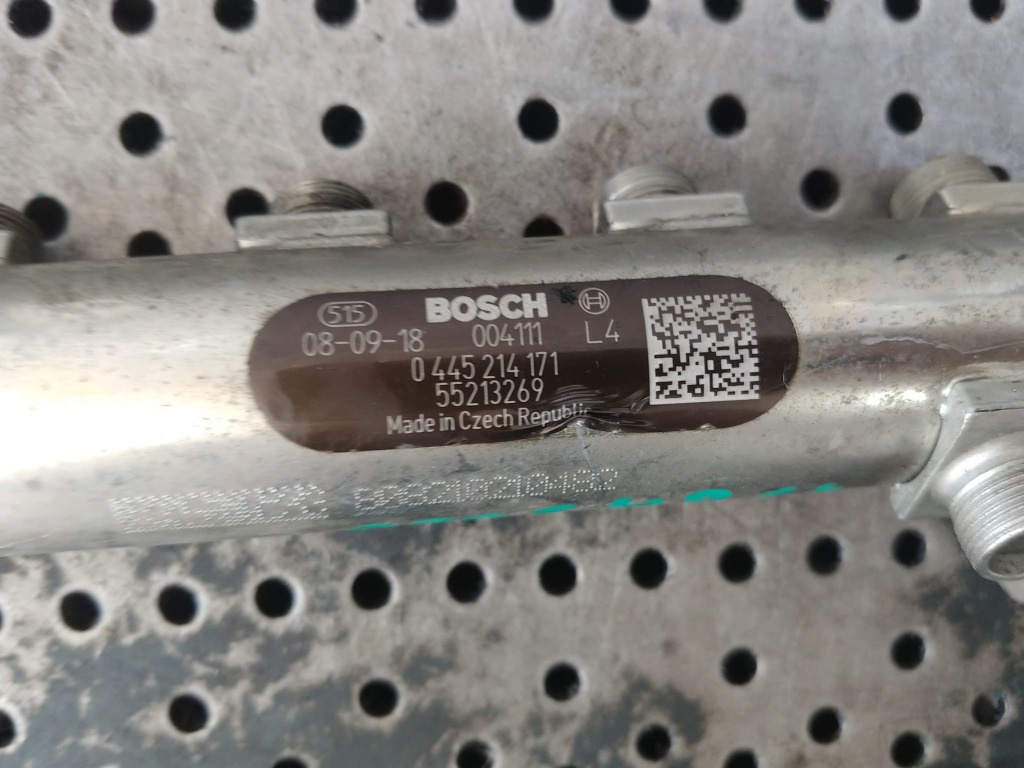 515 BOSCH
08-09-18 004111 L4
0 445 214 171
55213269
Made in Czech Republic